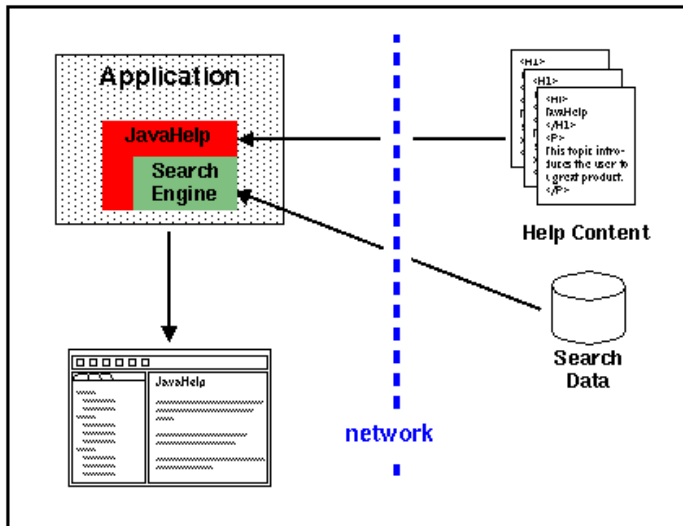 Application
JavaHelp
Search
Engine
<H1>
<H1>
<H1>
JavaHelp
</H1>
<P>
This topic intro-
duces the user to
a great product.
</P>
Help Content
Search
Data
JavaHelp
network